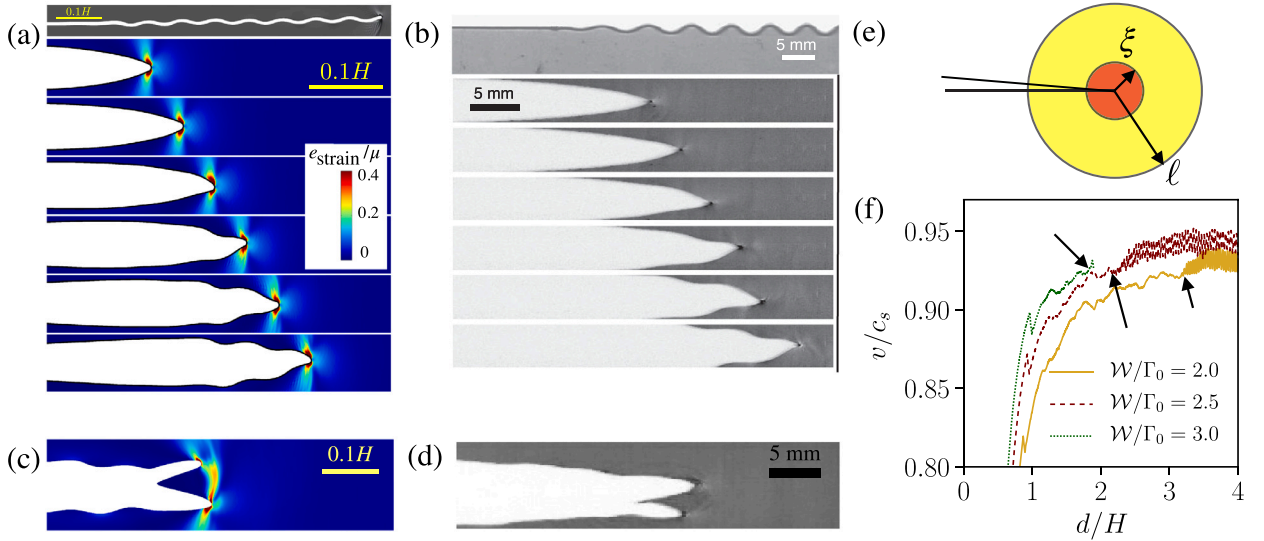 (a)
0.1H
0.1H
e_strain/μ
0.4
0.2
0
(b)
5 mm
5 mm
(c)
0.1H
(d)
5 mm
(e)
ξ
ℓ
(f)
v/c_s
0.95
0.90
0.85
0.80
𝒲/Γ₀ = 2.0
𝒲/Γ₀ = 2.5
𝒲/Γ₀ = 3.0
0 1 2 3 4
d/H